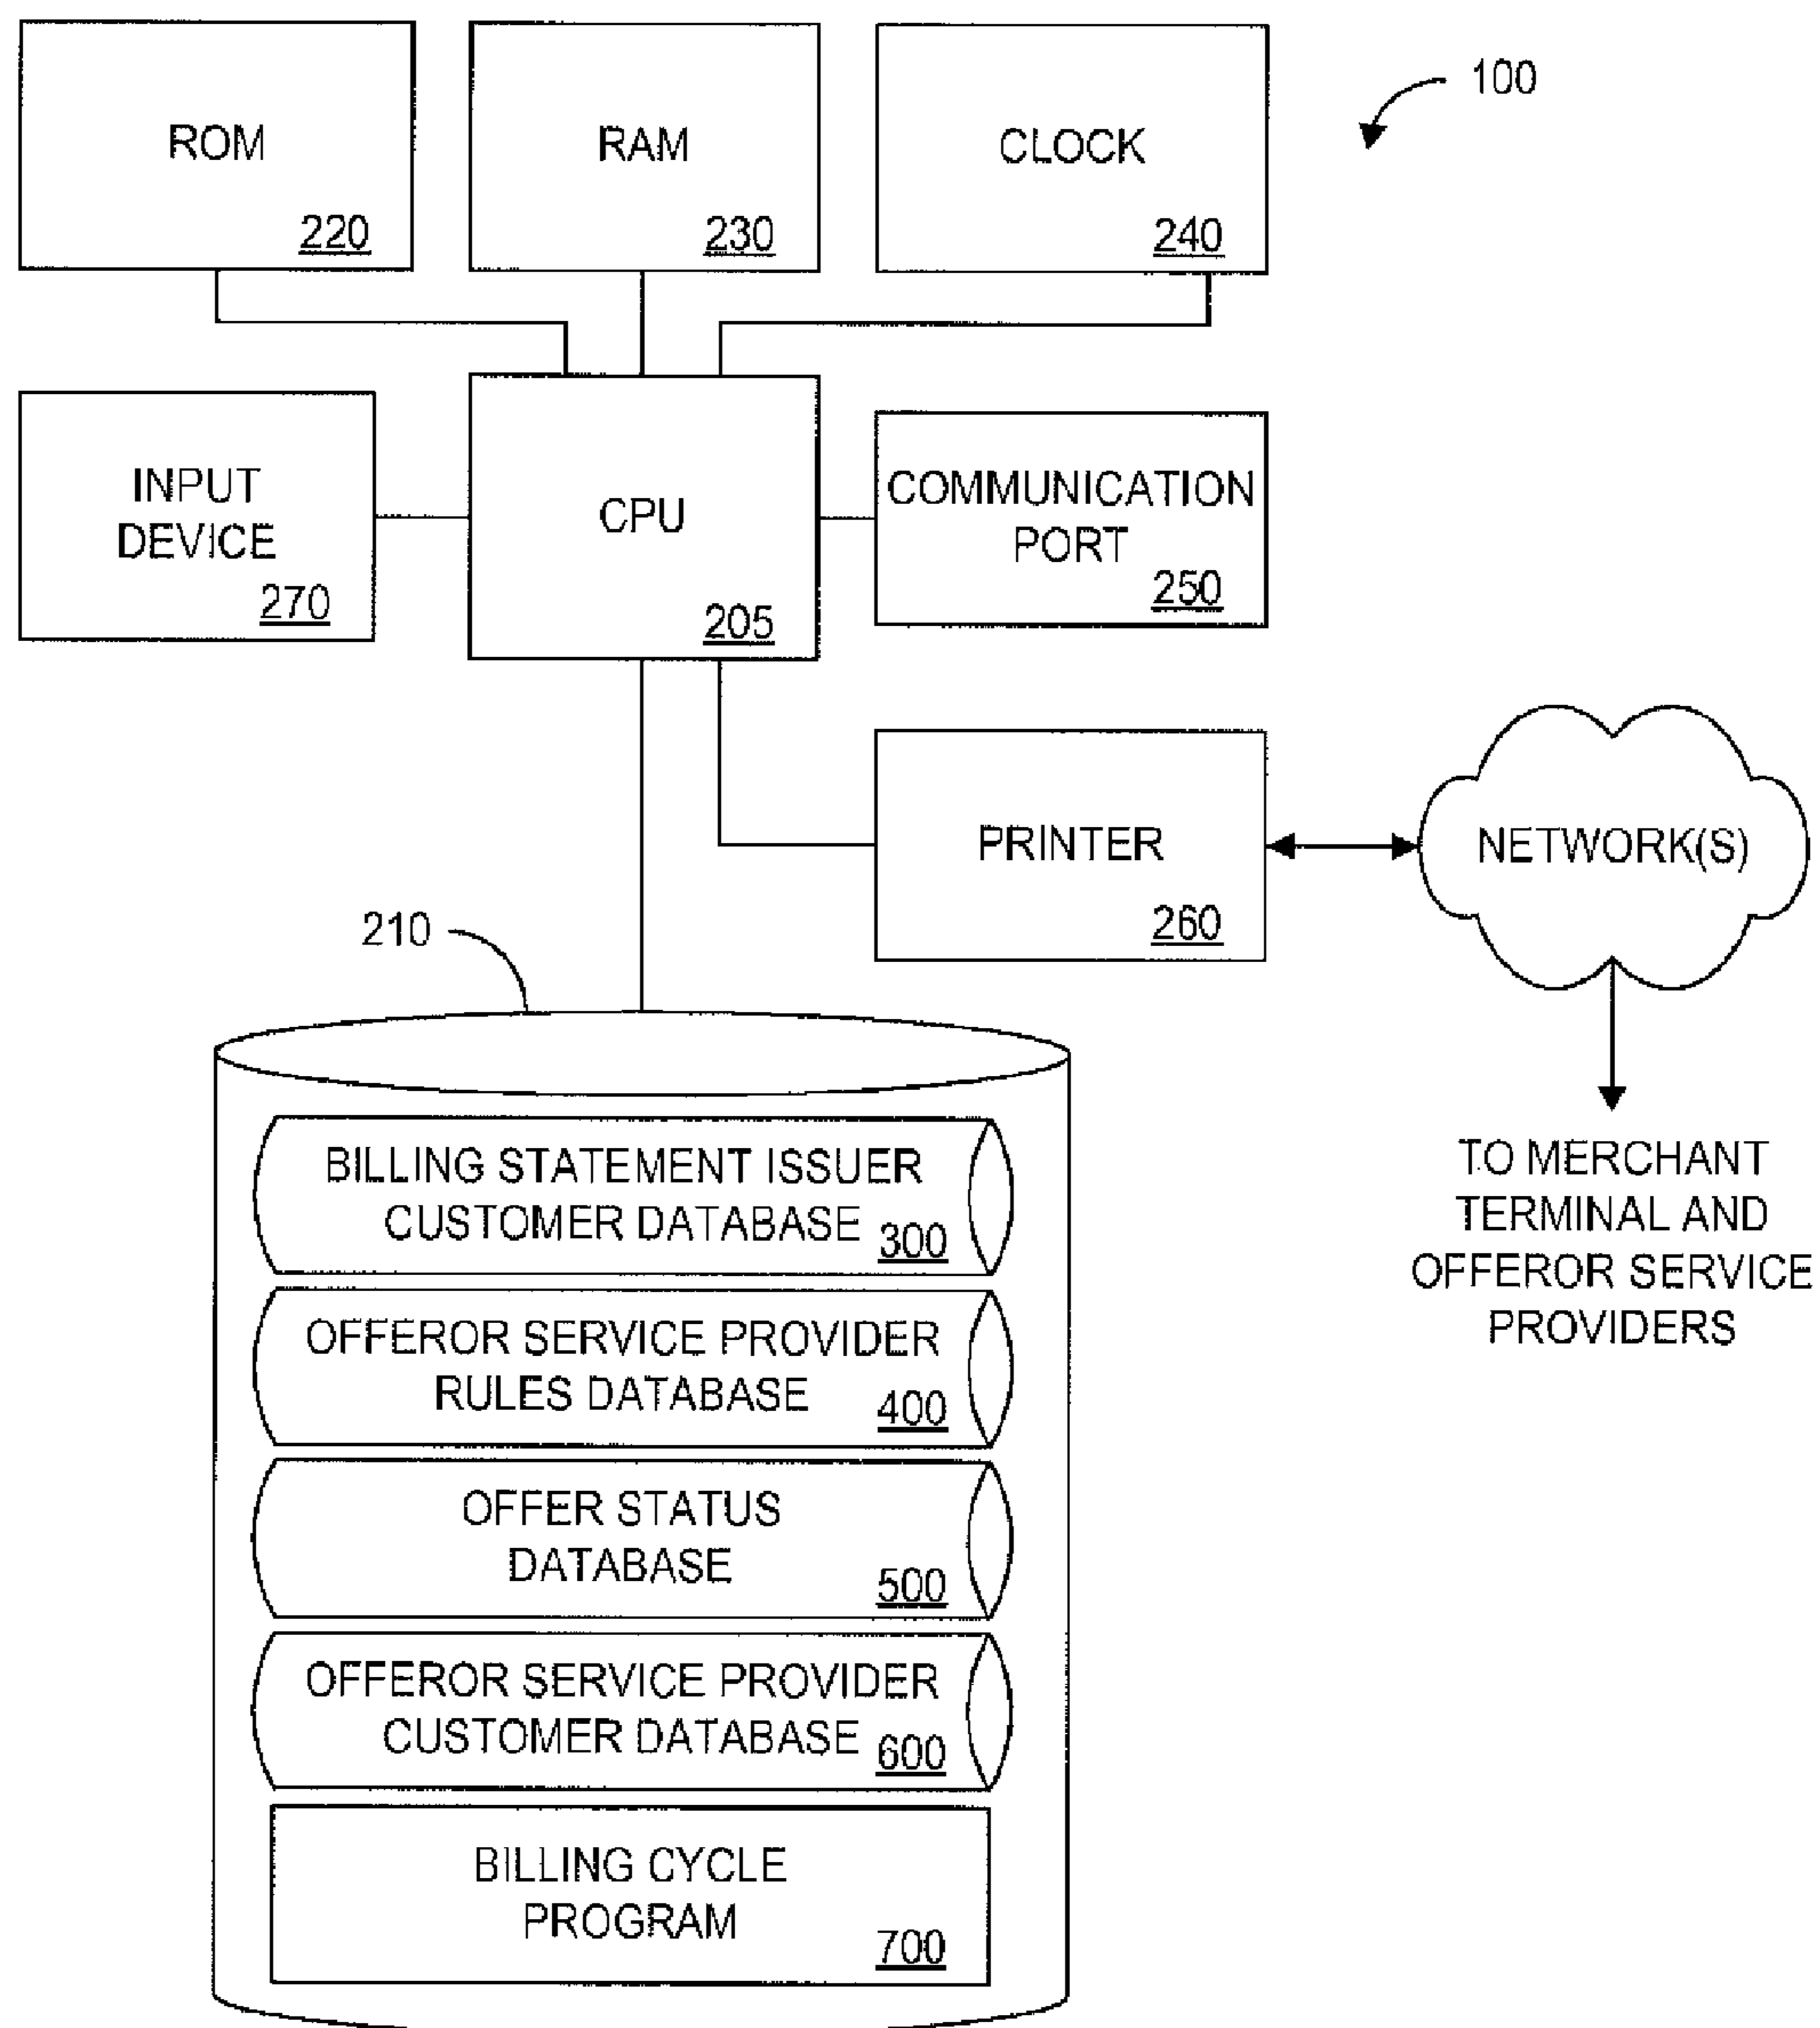 100
ROM
220
RAM
230
CLOCK
240
INPUT
DEVICE
270
CPU
205
COMMUNICATION
PORT
250
PRINTER
260
NETWORK(S)
TO MERCHANT
TERMINAL AND
OFFEROR SERVICE
PROVIDERS
210
BILLING STATEMENT ISSUER
CUSTOMER DATABASE 300
OFFEROR SERVICE PROVIDER
RULES DATABASE 400
OFFER STATUS
DATABASE 500
OFFEROR SERVICE PROVIDER
CUSTOMER DATABASE 600
BILLING CYCLE
PROGRAM 700